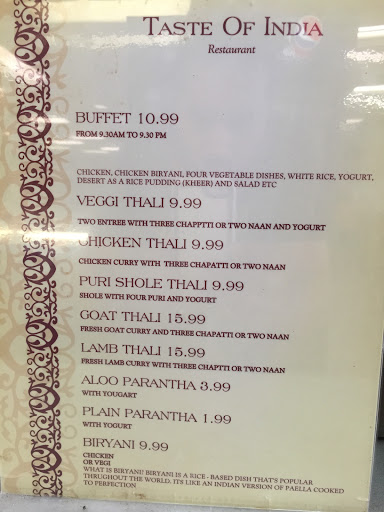 TASTE OF INDIA
Restaurant
BUFFET 10.99
FROM 9.30AM TO 9.30 PM
CHICKEN, CHICKEN BIRYANI, FOUR VEGETABLE DISHES, WHITE RICE, YOGURT,
DESERT AS A RICE PUDDING (KHEER) AND SALAD ETC
VEGGI THALI 9.99
TWO ENTREE WITH THREE CHAPPTTI OR TWO NAAN AND YOGURT
CHICKEN THALI 9.99
CHICKEN CURRY WITH THREE CHAPATTI OR TWO NAAN
PURI SHOLE THALI 9.99
SHOLE WITH FOUR PURI AND YOGURT
GOAT THALI 15.99
FRESH GOAT CURRY AND THREE CHAPATTI OR TWO NAAN
LAMB THALI 15.99
FRESH LAMB CURRY WITH THREE CHAPTTI OR TWO NAAN
ALOO PARANTHA 3.99
WITH YOUGART
PLAIN PARANTHA 1.99
WITH YOGURT
BIRYANI 9.99
CHICKEN
OR VEGI
WHAT IS BIRYANI? BIRYANI IS A RICE - BASED DISH THAT'S POPULAR
THROUGHOUT THE WORLD. ITS LIKE AN INDIAN VERSION OF PAELLA COOKED
TO PERFECTION